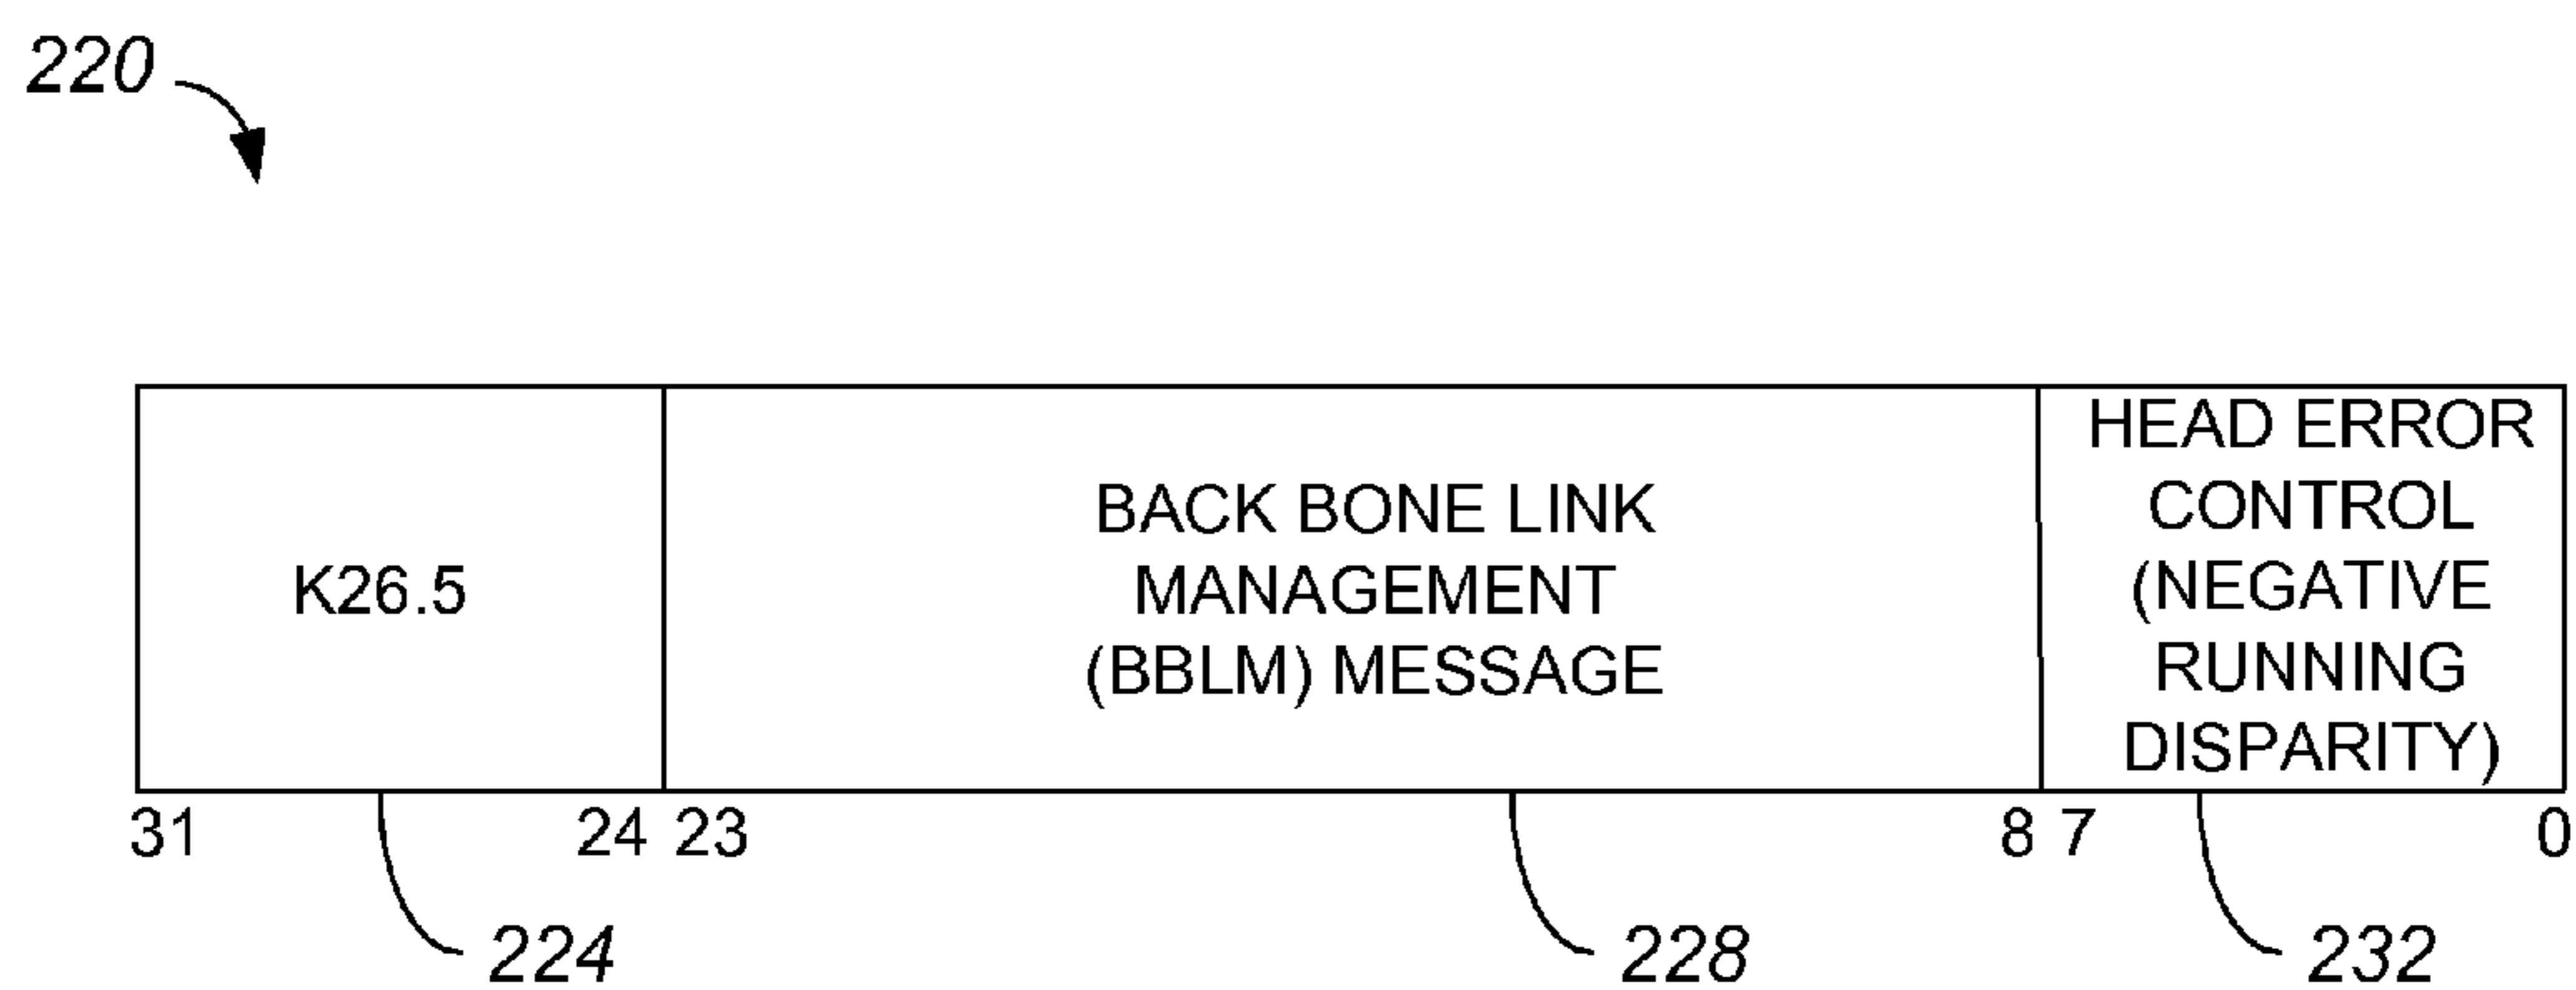 220
K26.5
BACK BONE LINK
MANAGEMENT
(BBLM) MESSAGE
HEAD ERROR
CONTROL
(NEGATIVE
RUNNING
DISPARITY)
31 24 23 8 7 0
224 228 232